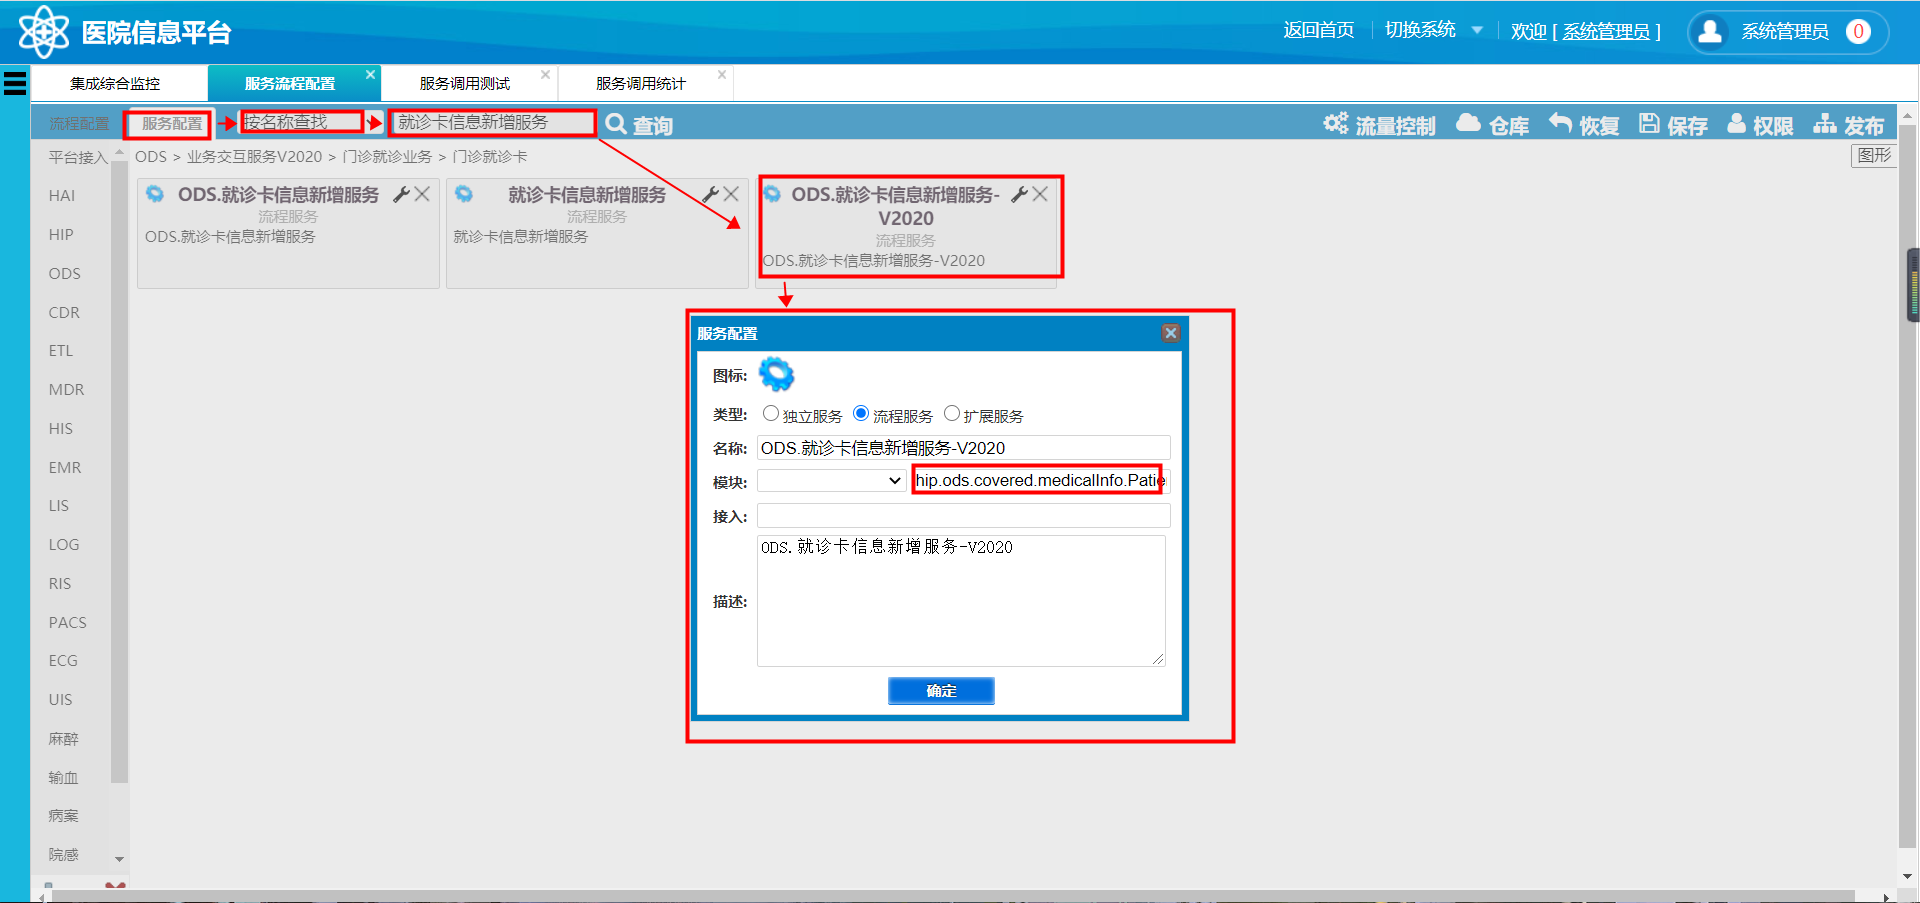 医院信息平台
返回首页 切换系统 欢迎 [ 系统管理员 ] 系统管理员 0
集成综合监控 服务流程配置 服务调用测试 服务调用统计
流程配置 服务配置 按名称查找 就诊卡信息新增服务 查询 流量控制 仓库 恢复 保存 权限 发布
平台接入 ODS > 业务交互服务V2020 > 门诊就诊业务 > 门诊就诊卡 图形
HAI
HIP
ODS
CDR
ETL
MDR
HIS
EMR
LIS
LOG
RIS
PACS
ECG
UIS
麻醉
输血
病案
院感
ODS.就诊卡信息新增服务
流程服务
ODS.就诊卡信息新增服务
就诊卡信息新增服务
流程服务
就诊卡信息新增服务
ODS.就诊卡信息新增服务-
V2020
流程服务
ODS.就诊卡信息新增服务-V2020
服务配置
图标:
类型: 独立服务 流程服务 扩展服务
名称: ODS.就诊卡信息新增服务-V2020
模块: hip.ods.covered.medicalInfo.Patie
接入:
描述: ODS.就诊卡信息新增服务-V2020
确定